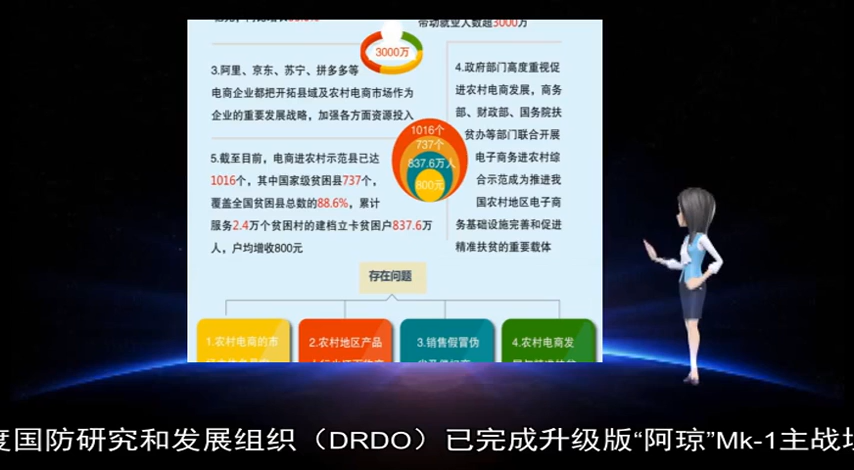 带动就业人数超3000万
3000万
3.阿里、京东、苏宁、拼多多等
电商企业都把开拓县域及农村电商市场作为
企业的重要发展战略，加强各方面资源投入
4.政府部门高度重视促
进农村电商发展，商务
部、财政部、国务院扶
贫办等部门联合开展
电子商务进农村综
合示范成为推进我
国农村地区电子商
务基础设施完善和促进
精准扶贫的重要载体
1016个
737个
837.6万人
800元
5.截至目前，电商进农村示范县已达
1016个，其中国家级贫困县737个，
覆盖全国贫困县总数的88.6%，累计
服务2.4万个贫困村的建档立卡贫困户837.6万
人，户均增收800元
存在问题
1.农村电商的市
2.农村地区产品
3.销售假冒伪
4.农村电商发
度国防研究和发展组织（DRDO）已完成升级版“阿琼”Mk-1主战坦